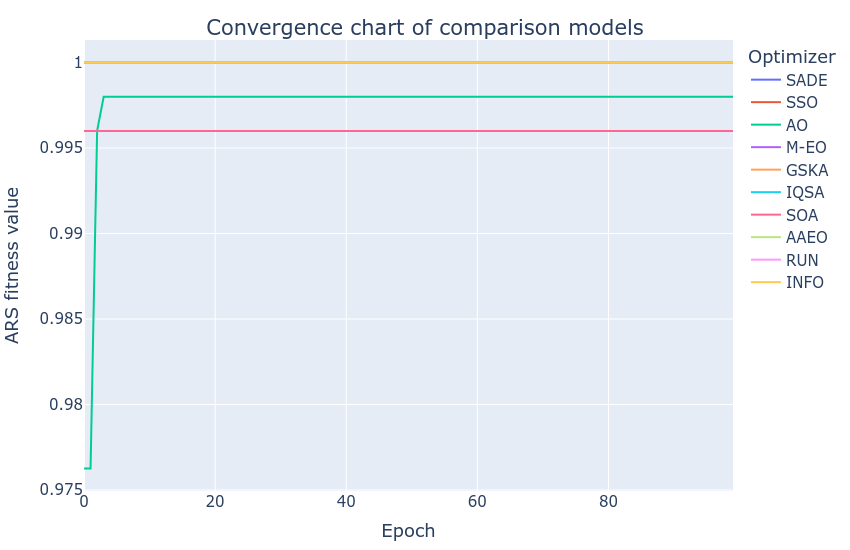 Convergence chart of comparison models
ARS fitness value
1
0.995
0.99
0.985
0.98
0.975
0
20
40
60
80
Epoch
Optimizer
SADE
SSO
AO
M-EO
GSKA
IQSA
SOA
AAEO
RUN
INFO